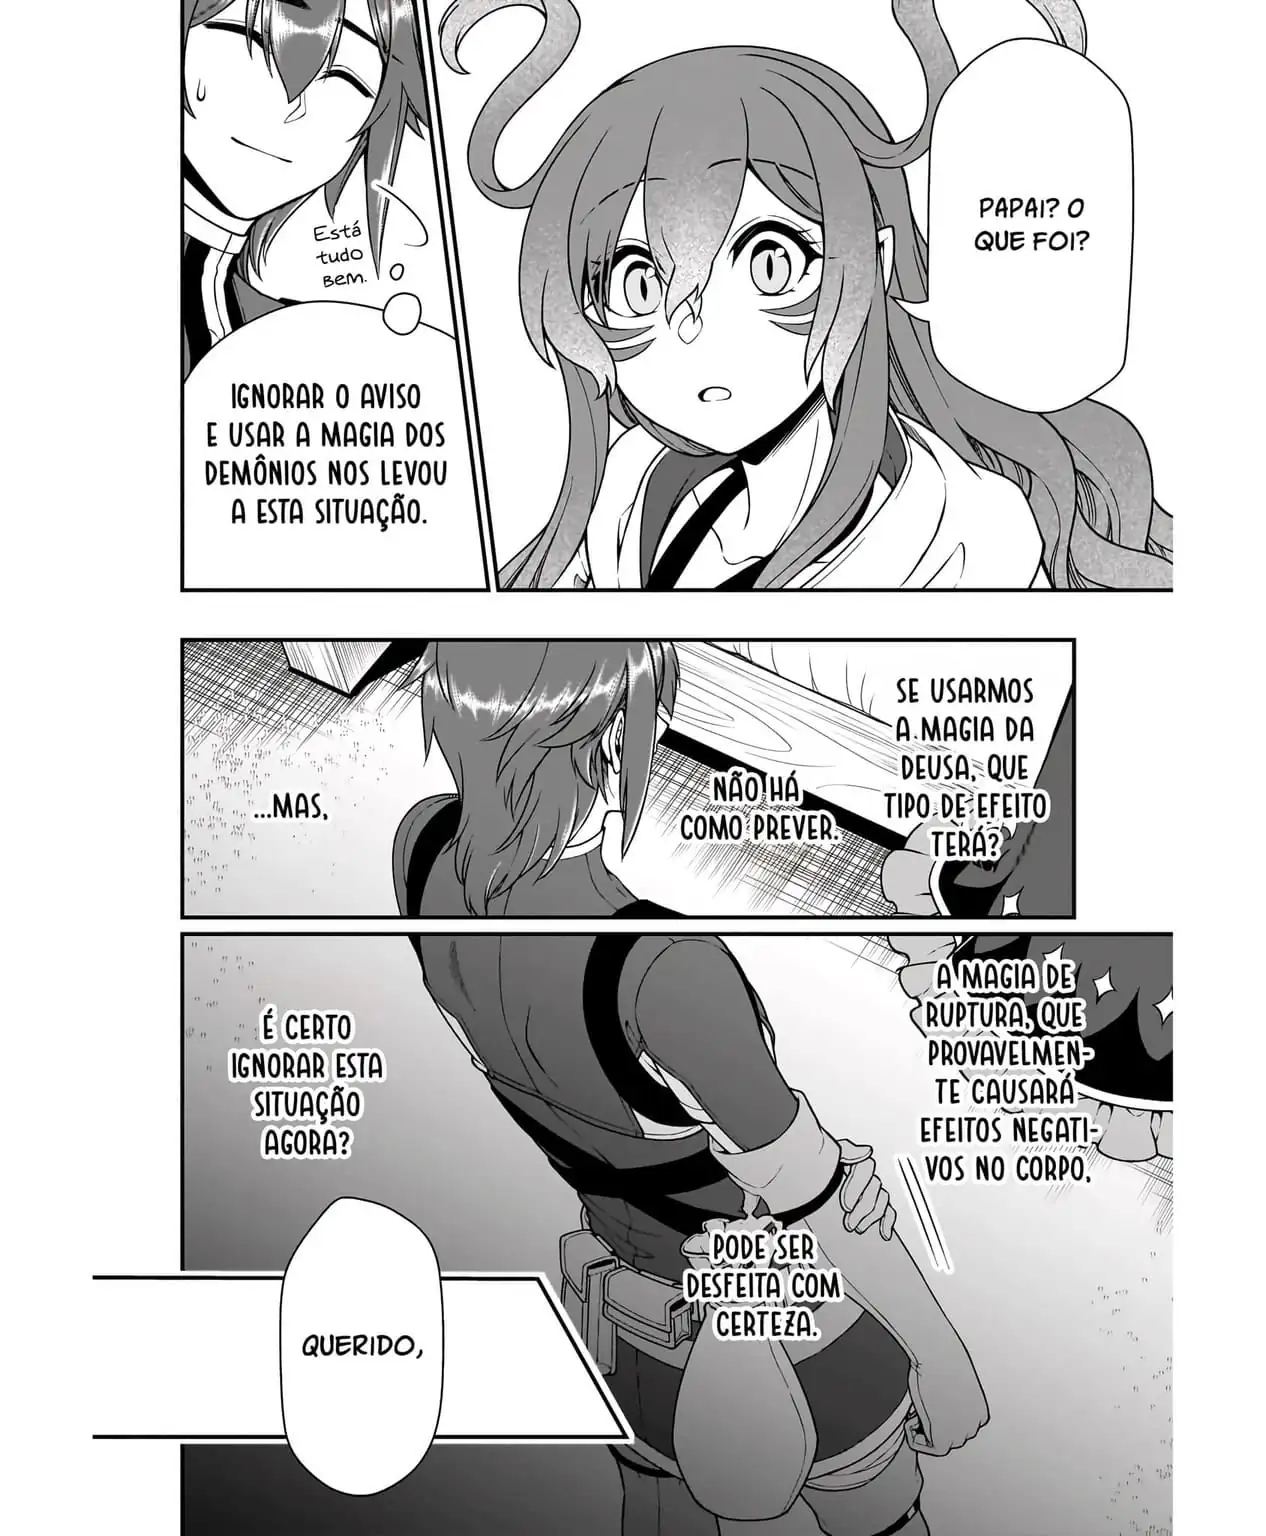 PAPAI? O
QUE FOI?
Está
tudo
bem.
IGNORAR O AVISO
E USAR A MAGIA DOS
DEMÔNIOS NOS LEVOU
A ESTA SITUAÇÃO.
SE USARMOS
A MAGIA DA
DEUSA, QUE
TIPO DE EFEITO
TERÁ?
NÃO HÁ
COMO PREVER.
...MAS,
A MAGIA DE
RUPTURA, QUE
PROVAVELMEN-
TE CAUSARÁ
EFEITOS NEGATI-
VOS NO CORPO,
PODE SER
DESFEITA COM
CERTEZA.
É CERTO
IGNORAR ESTA
SITUAÇÃO
AGORA?
QUERIDO,